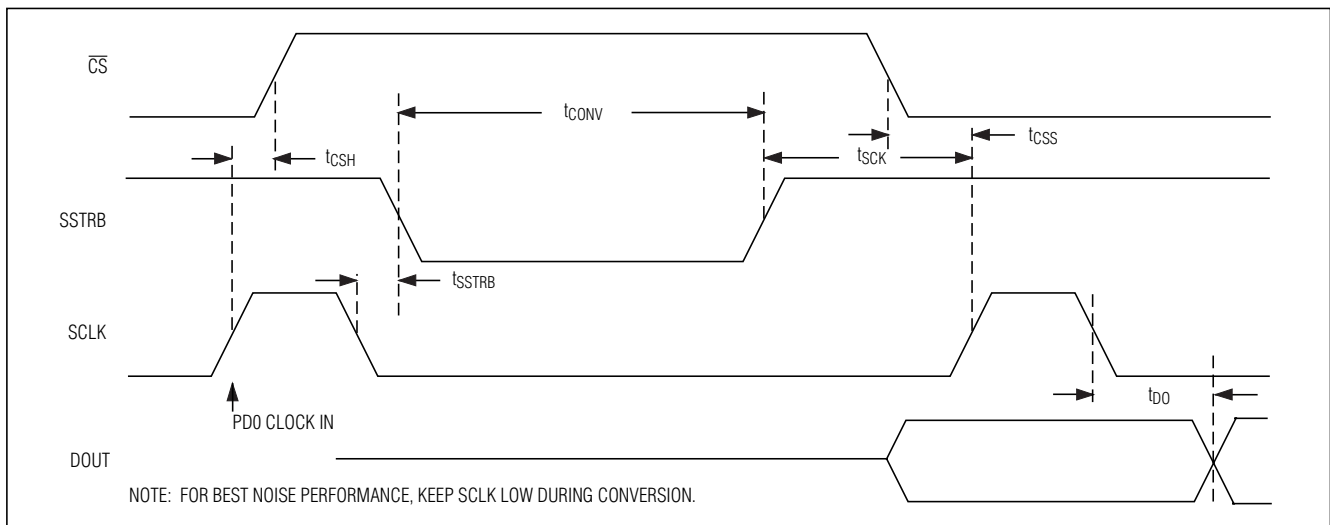 C̅S̅
tCONV
tCSH
tSCK
tCSS
SSTRB
tSSTRB
SCLK
PD0 CLOCK IN
tDO
DOUT
NOTE: FOR BEST NOISE PERFORMANCE, KEEP SCLK LOW DURING CONVERSION.